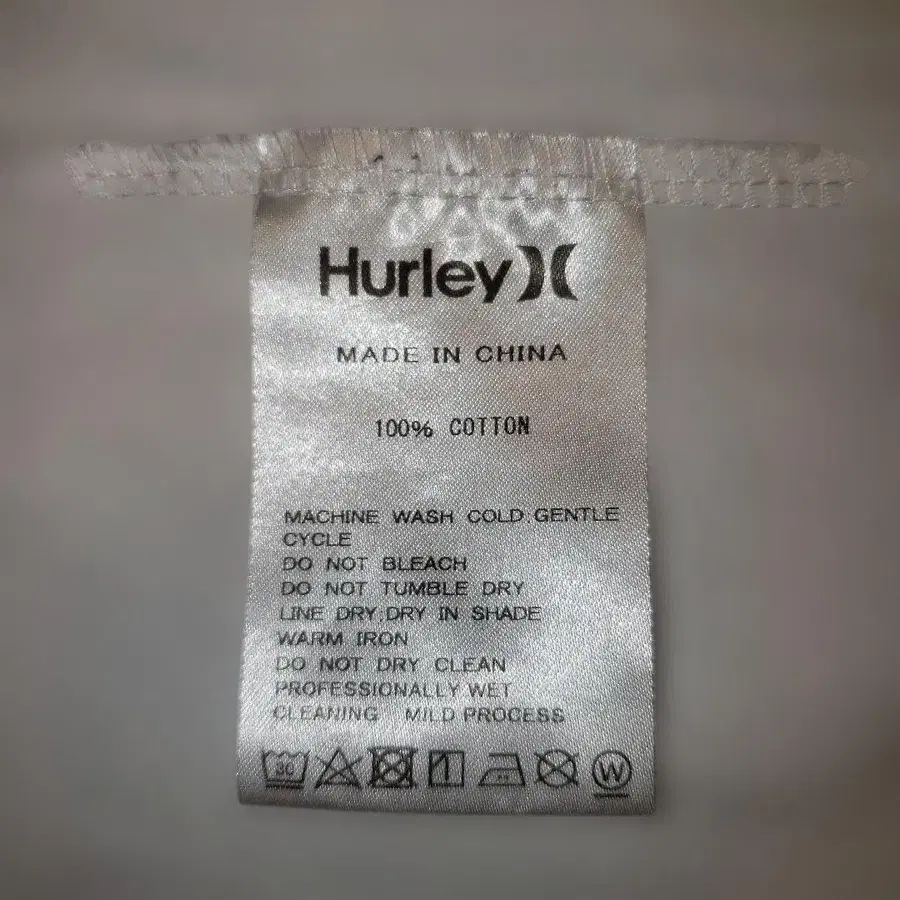 Hurley
MADE IN CHINA
100% COTTON
MACHINE WASH COLD;GENTLE
CYCLE
DO NOT BLEACH
DO NOT TUMBLE DRY
LINE DRY;DRY IN SHADE
WARM IRON
DO NOT DRY CLEAN
PROFESSIONALLY WET
CLEANING MILD PROCESS
30 W